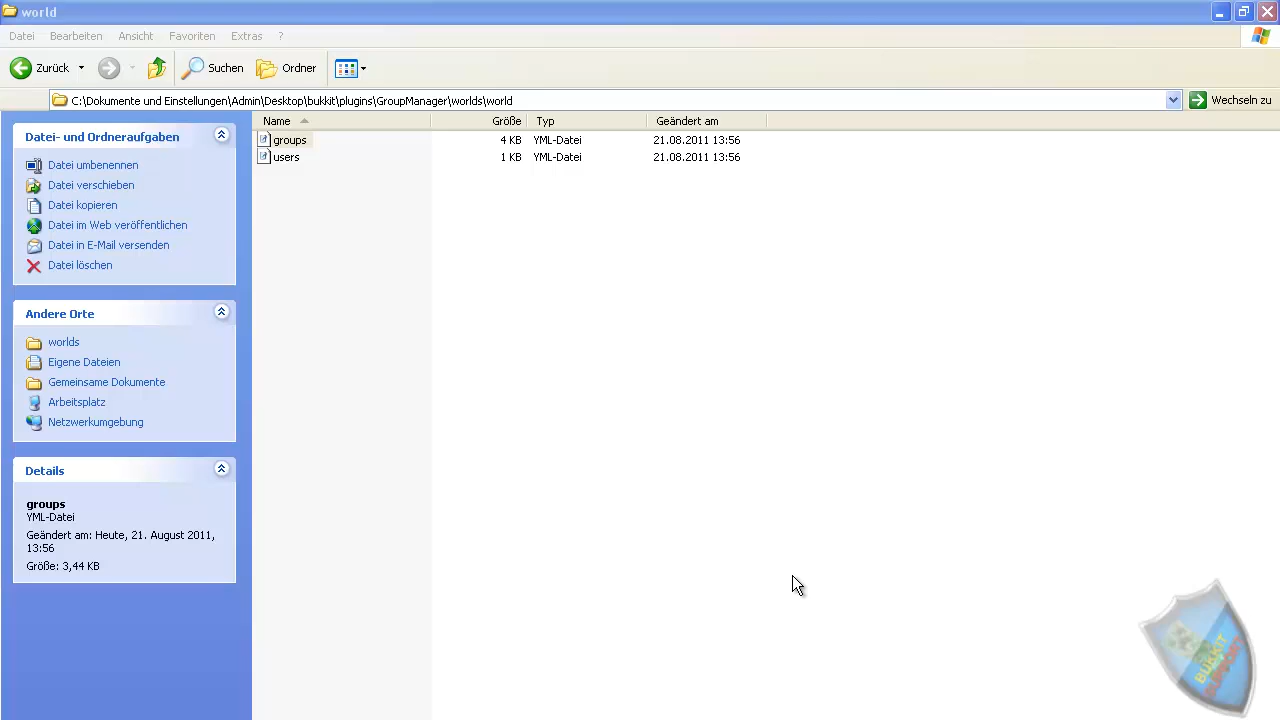 world
Datei Bearbeiten Ansicht Favoriten Extras ?
Zurück Suchen Ordner
C:\Dokumente und Einstellungen\Admin\Desktop\bukkit\plugins\GroupManager\worlds\world Wechseln zu
Name Größe Typ Geändert am
groups 4 KB YML-Datei 21.08.2011 13:56
users 1 KB YML-Datei 21.08.2011 13:56
Datei- und Ordneraufgaben
Datei umbenennen
Datei verschieben
Datei kopieren
Datei im Web veröffentlichen
Datei in E-Mail versenden
Datei löschen
Andere Orte
worlds
Eigene Dateien
Gemeinsame Dokumente
Arbeitsplatz
Netzwerkumgebung
Details
groups
YML-Datei
Geändert am: Heute, 21. August 2011,
13:56
Größe: 3,44 KB
BUKKIT
SUPPORT